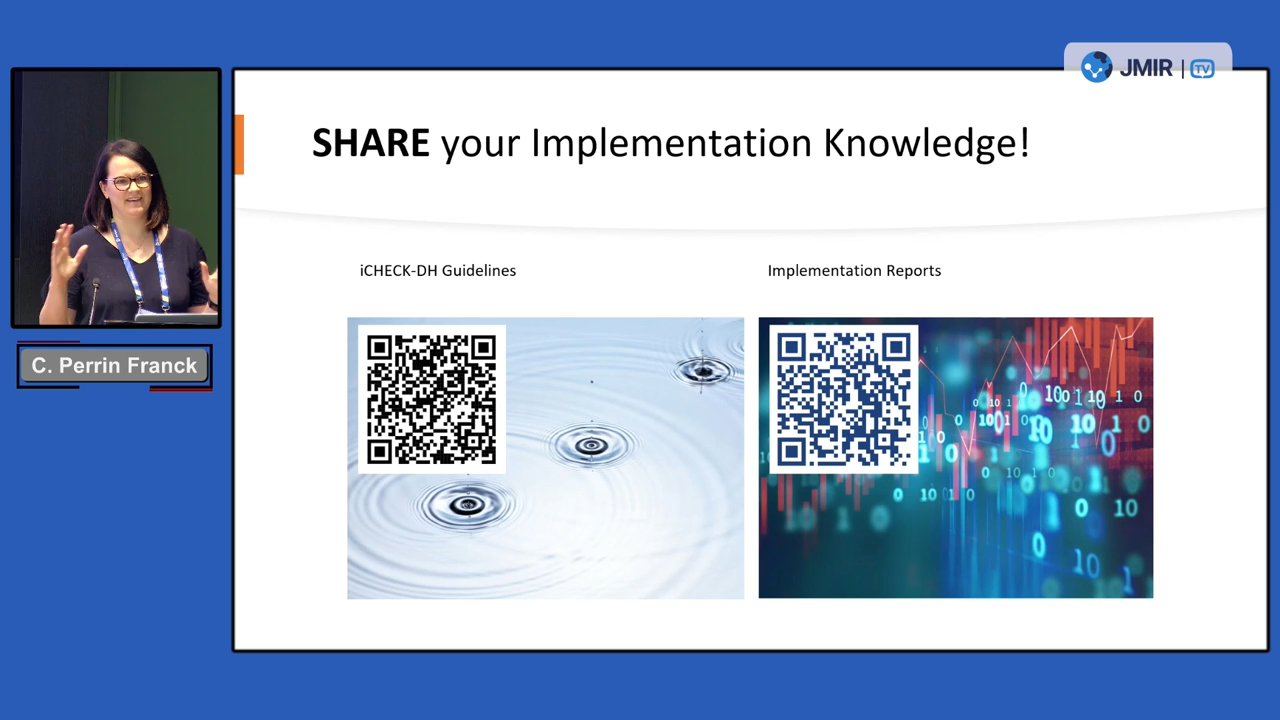 JMIR | TV
SHARE your Implementation Knowledge!
C. Perrin Franck
iCHECK-DH Guidelines
Implementation Reports